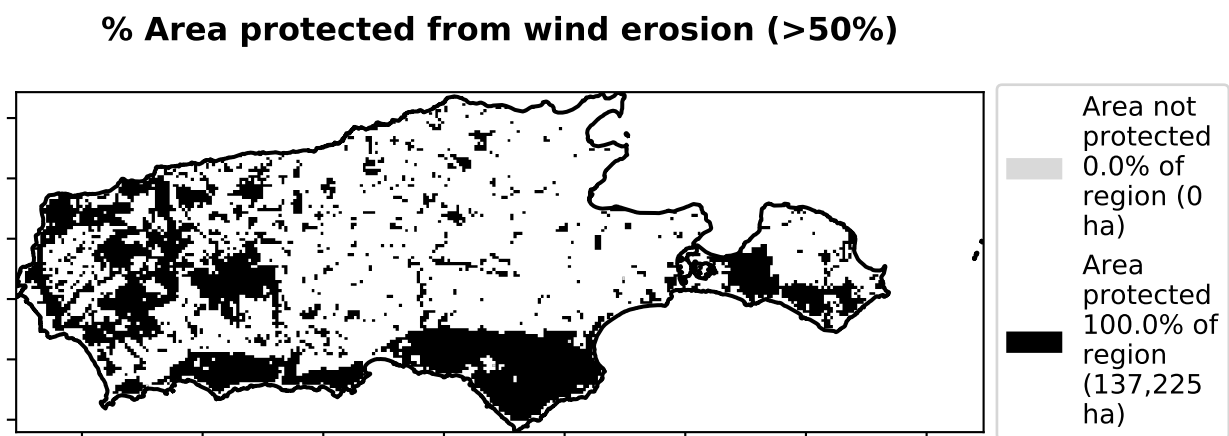 % Area protected from wind erosion (>50%)
Area not
protected
0.0% of
region (0
ha)
Area
protected
100.0% of
region
(137,225
ha)